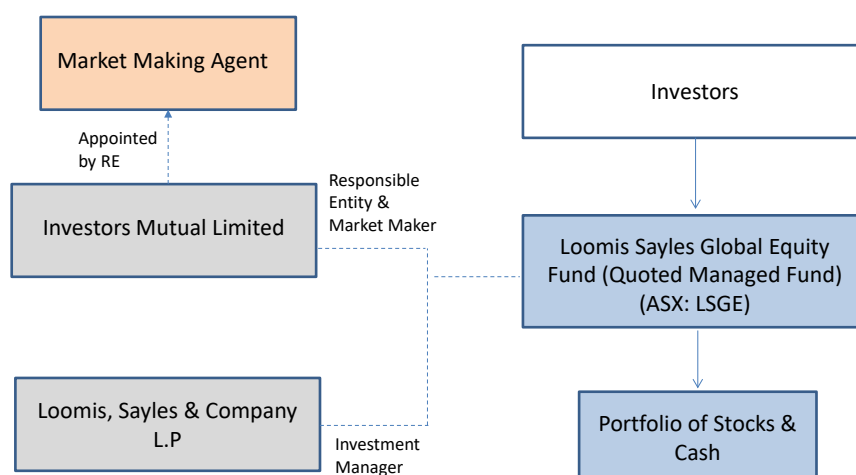 Market Making Agent
Investors
Appointed
by RE
Responsible
Entity &
Market Maker
Investors Mutual Limited
Loomis Sayles Global Equity
Fund (Quoted Managed Fund)
(ASX: LSGE)
Loomis, Sayles & Company
L.P
Investment
Manager
Portfolio of Stocks &
Cash